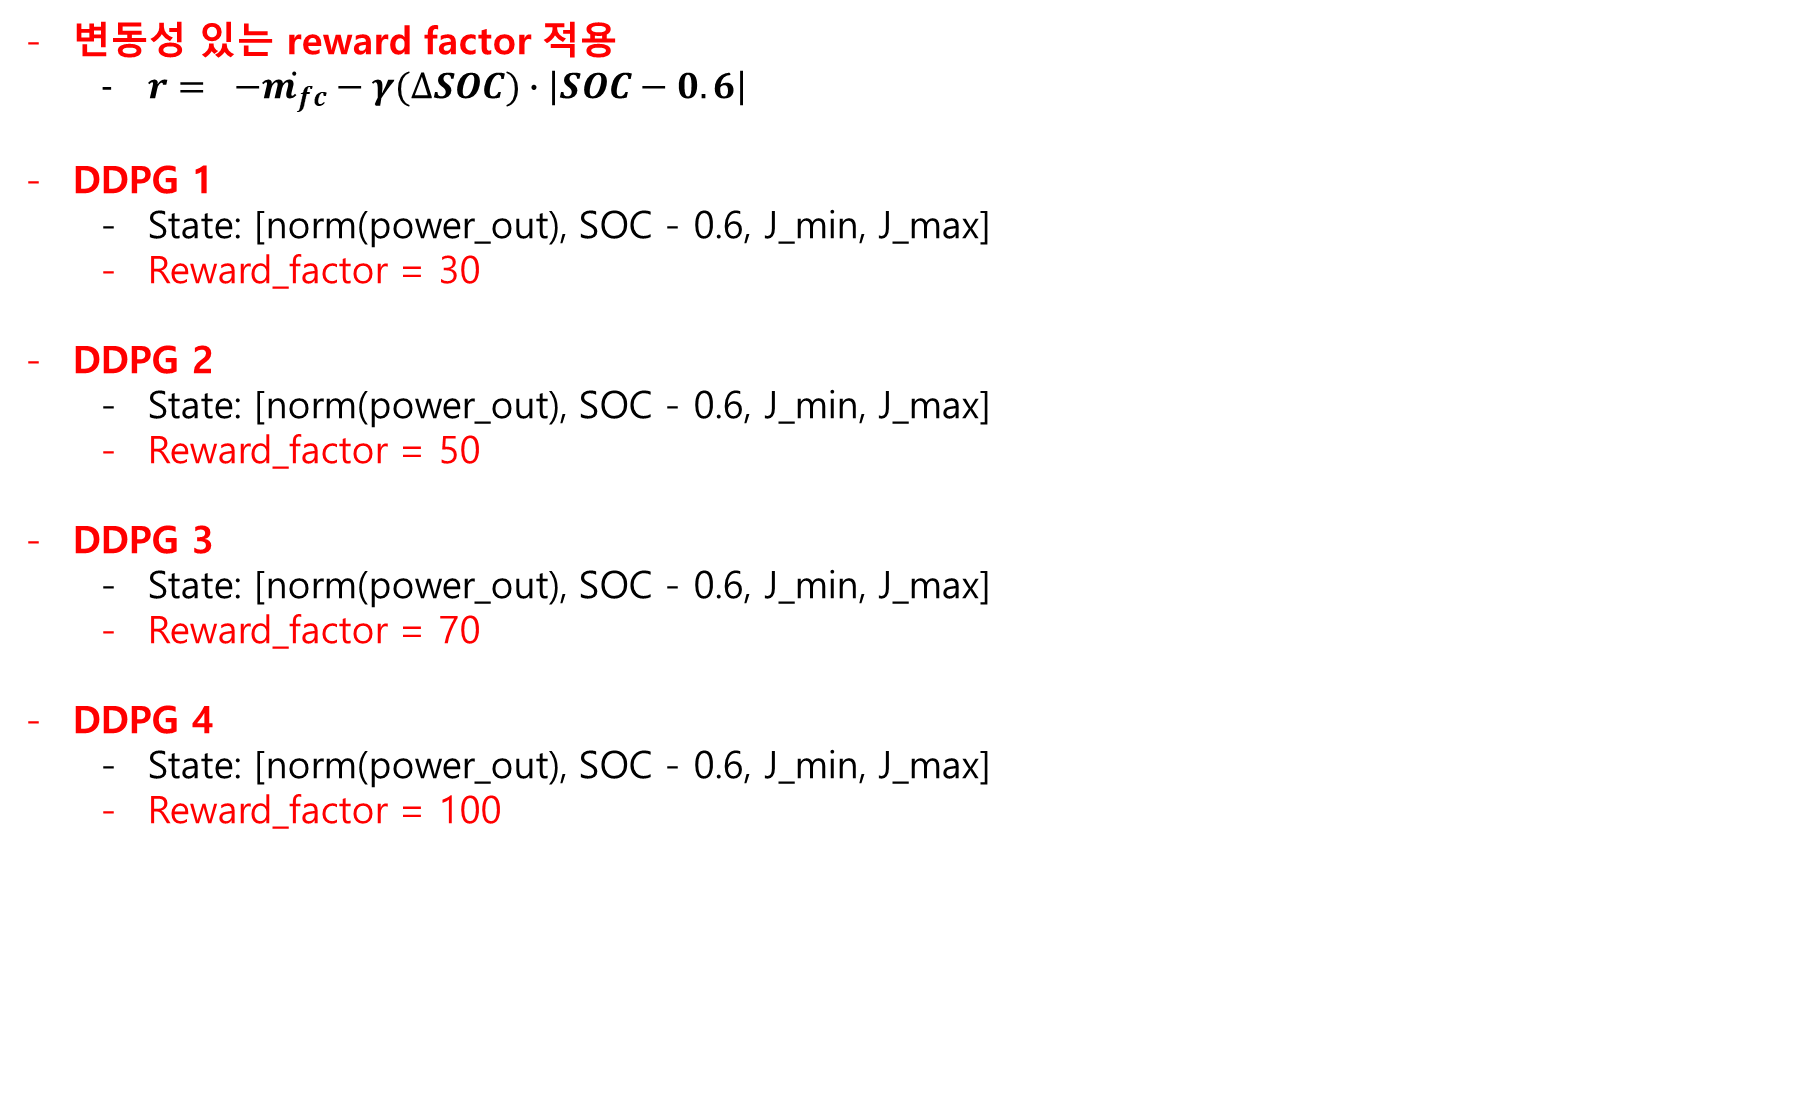 - 변동성 있는 reward factor 적용
- r = −ṁ_fc − γ(ΔSOC) · |SOC − 0.6|
- DDPG 1
- State: [norm(power_out), SOC - 0.6, J_min, J_max]
- Reward_factor = 30
- DDPG 2
- State: [norm(power_out), SOC - 0.6, J_min, J_max]
- Reward_factor = 50
- DDPG 3
- State: [norm(power_out), SOC - 0.6, J_min, J_max]
- Reward_factor = 70
- DDPG 4
- State: [norm(power_out), SOC - 0.6, J_min, J_max]
- Reward_factor = 100